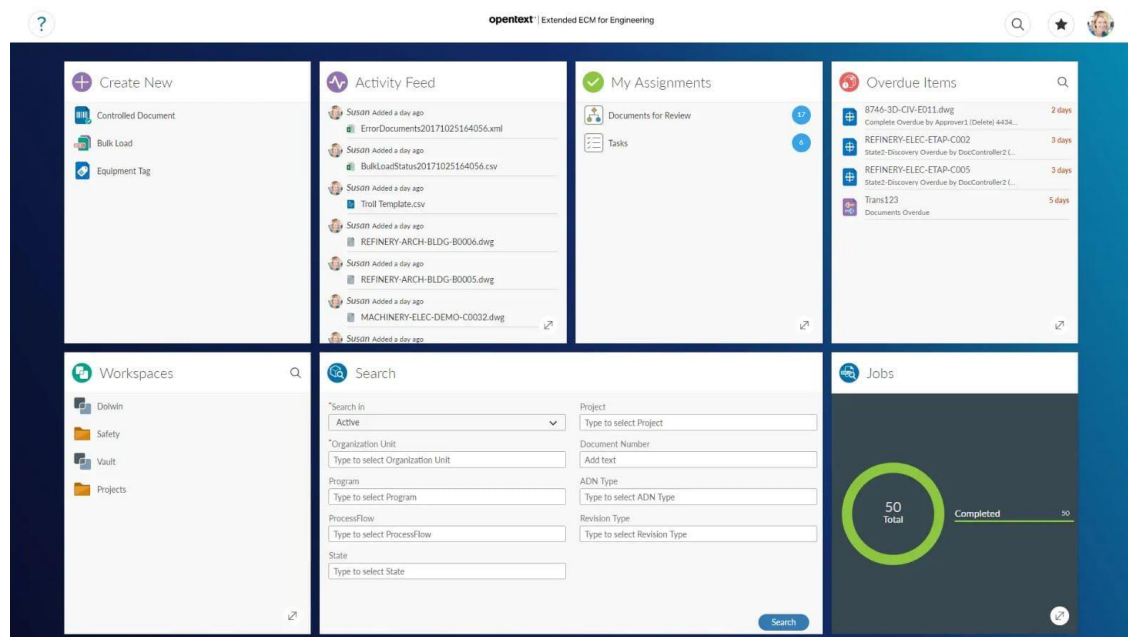 ?
opentext™ | Extended ECM for Engineering
Create New
Controlled Document
Bulk Load
Equipment Tag
Activity Feed
Susan Added a day ago
ErrorDocuments20171025164056.xml
Susan Added a day ago
BulkLoadStatus20171025164056.csv
Susan Added a day ago
Troll Template.csv
Susan Added a day ago
REFINERY-ARCH-BLDG-B0006.dwg
Susan Added a day ago
REFINERY-ARCH-BLDG-B0005.dwg
Susan Added a day ago
MACHINERY-ELEC-DEMO-C0032.dwg
Susan Added a day ago
My Assignments
Documents for Review 17
Tasks 6
Overdue Items
8746-3D-CIV-E011.dwg 2 days
Complete Overdue by Approver1 (Delete) 4434...
REFINERY-ELEC-ETAP-C002 3 days
State2-Discovery Overdue by DocController2 (...
REFINERY-ELEC-ETAP-C005 3 days
State2-Discovery Overdue by DocController2 (...
Trans123 5 days
Documents Overdue
Workspaces
Dolwin
Safety
Vault
Projects
Search
*Search in
Active
*Organization Unit
Type to select Organization Unit
Program
Type to select Program
ProcessFlow
Type to select ProcessFlow
State
Type to select State
Project
Type to select Project
Document Number
Add text
ADN Type
Type to select ADN Type
Revision Type
Type to select Revision Type
Search
Jobs
50
Total
Completed 50